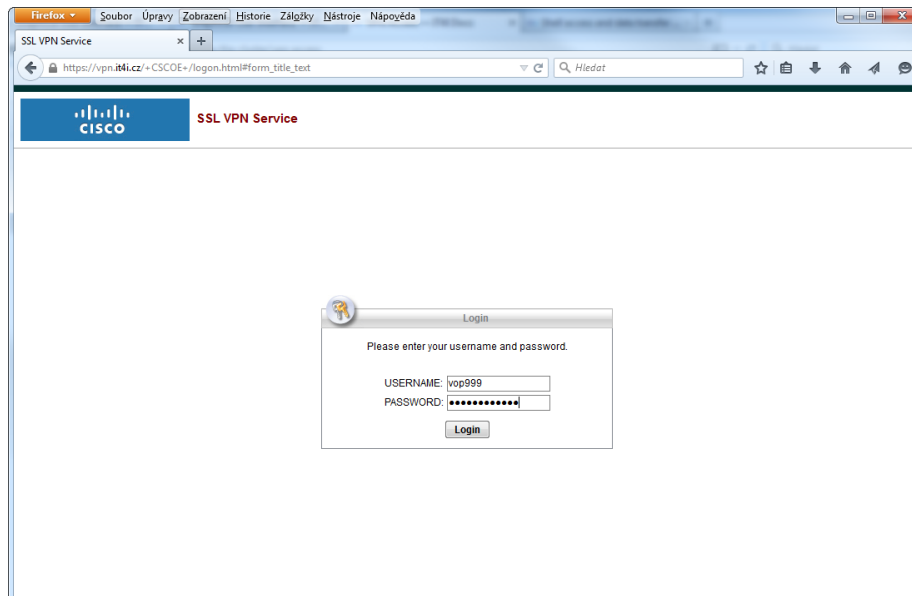 Firefox Soubor Úpravy Zobrazení Historie Záložky Nástroje Nápověda
SSL VPN Service × +
https://vpn.it4i.cz/+CSCOE+/logon.html#form_title_text Hledat
CISCO SSL VPN Service
Login
Please enter your username and password.
USERNAME: vop999
PASSWORD: ●●●●●●●●●●●●
Login